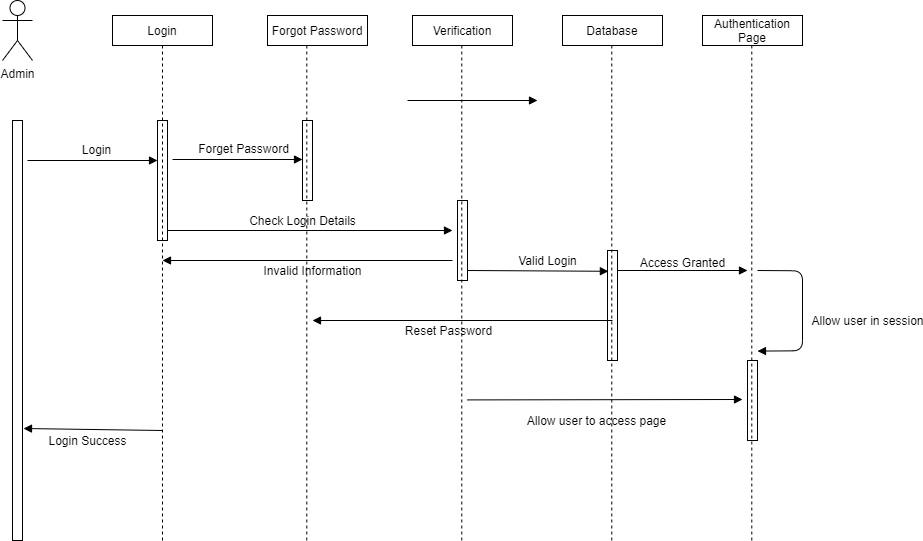 Login
Forgot Password
Verification
Database
Authentication
Page
Admin
Login
Forget Password
Check Login Details
Invalid Information
Valid Login
Access Granted
Allow user in session
Reset Password
Allow user to access page
Login Success